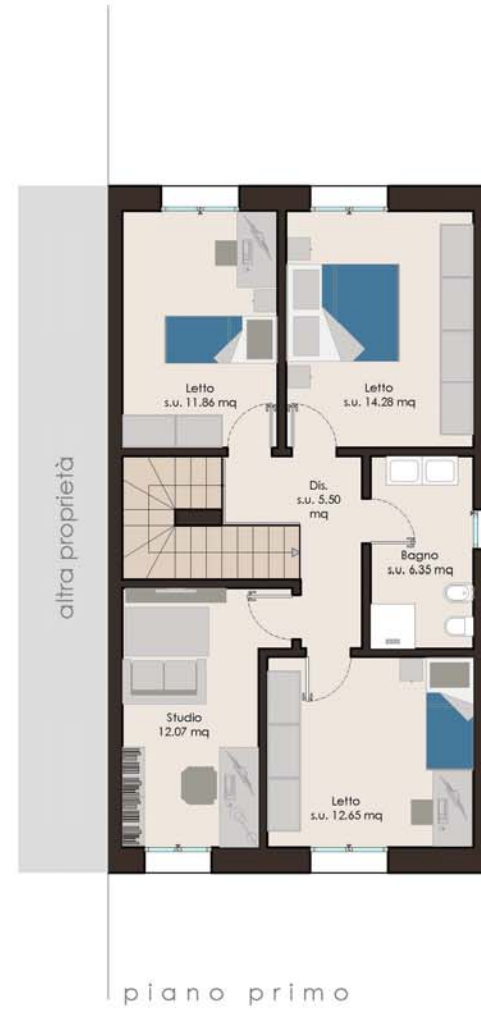 altra proprietà
Letto
s.u. 11.86 mq
Letto
s.u. 14.28 mq
Dis.
s.u. 5.50
mq
Bagno
s.u. 6.35 mq
Studio
12.07 mq
Letto
s.u. 12.65 mq
piano primo